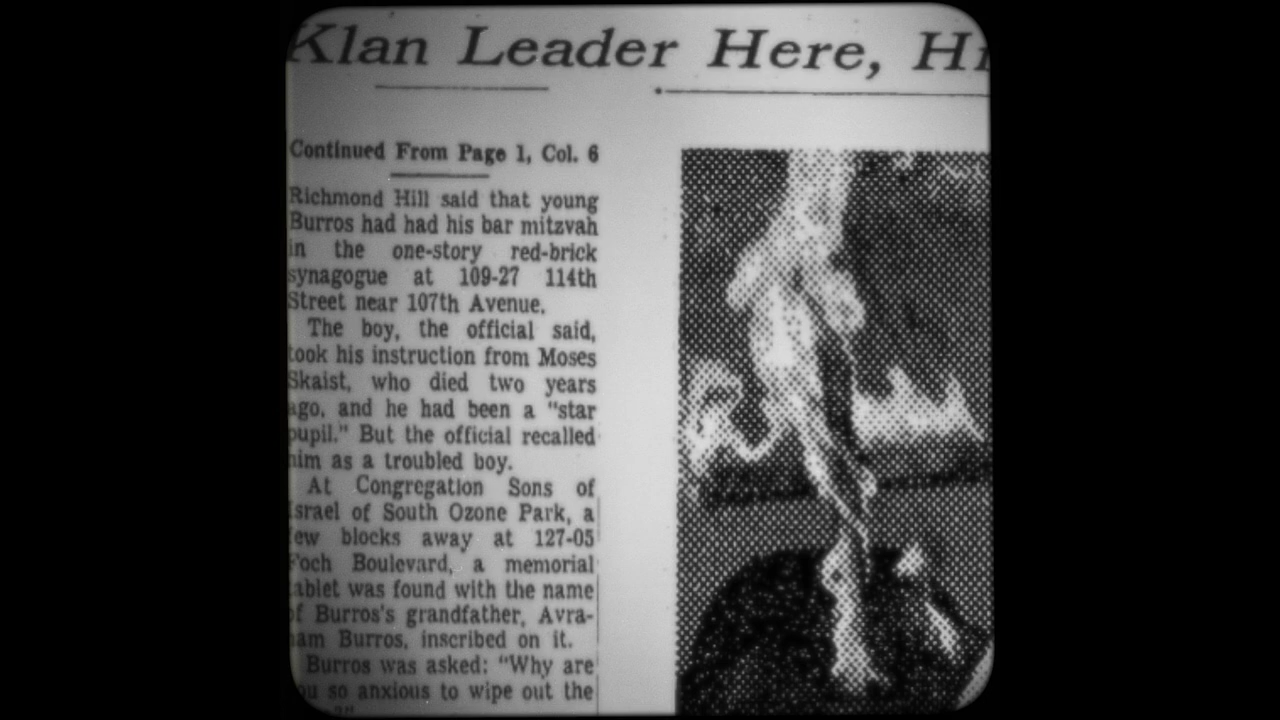 Klan Leader Here, Hi
Continued From Page 1, Col. 6
Richmond Hill said that young
Burros had had his bar mitzvah
in the one-story red-brick
synagogue at 109-27 114th
Street near 107th Avenue.
The boy, the official said,
took his instruction from Moses
Skaist, who died two years
ago, and he had been a "star
pupil." But the official recalled
him as a troubled boy.
At Congregation Sons of
Israel of South Ozone Park, a
few blocks away at 127-05
Foch Boulevard, a memorial
tablet was found with the name
of Burros's grandfather, Avra-
ham Burros, inscribed on it.
Burros was asked: "Why are
you so anxious to wipe out the